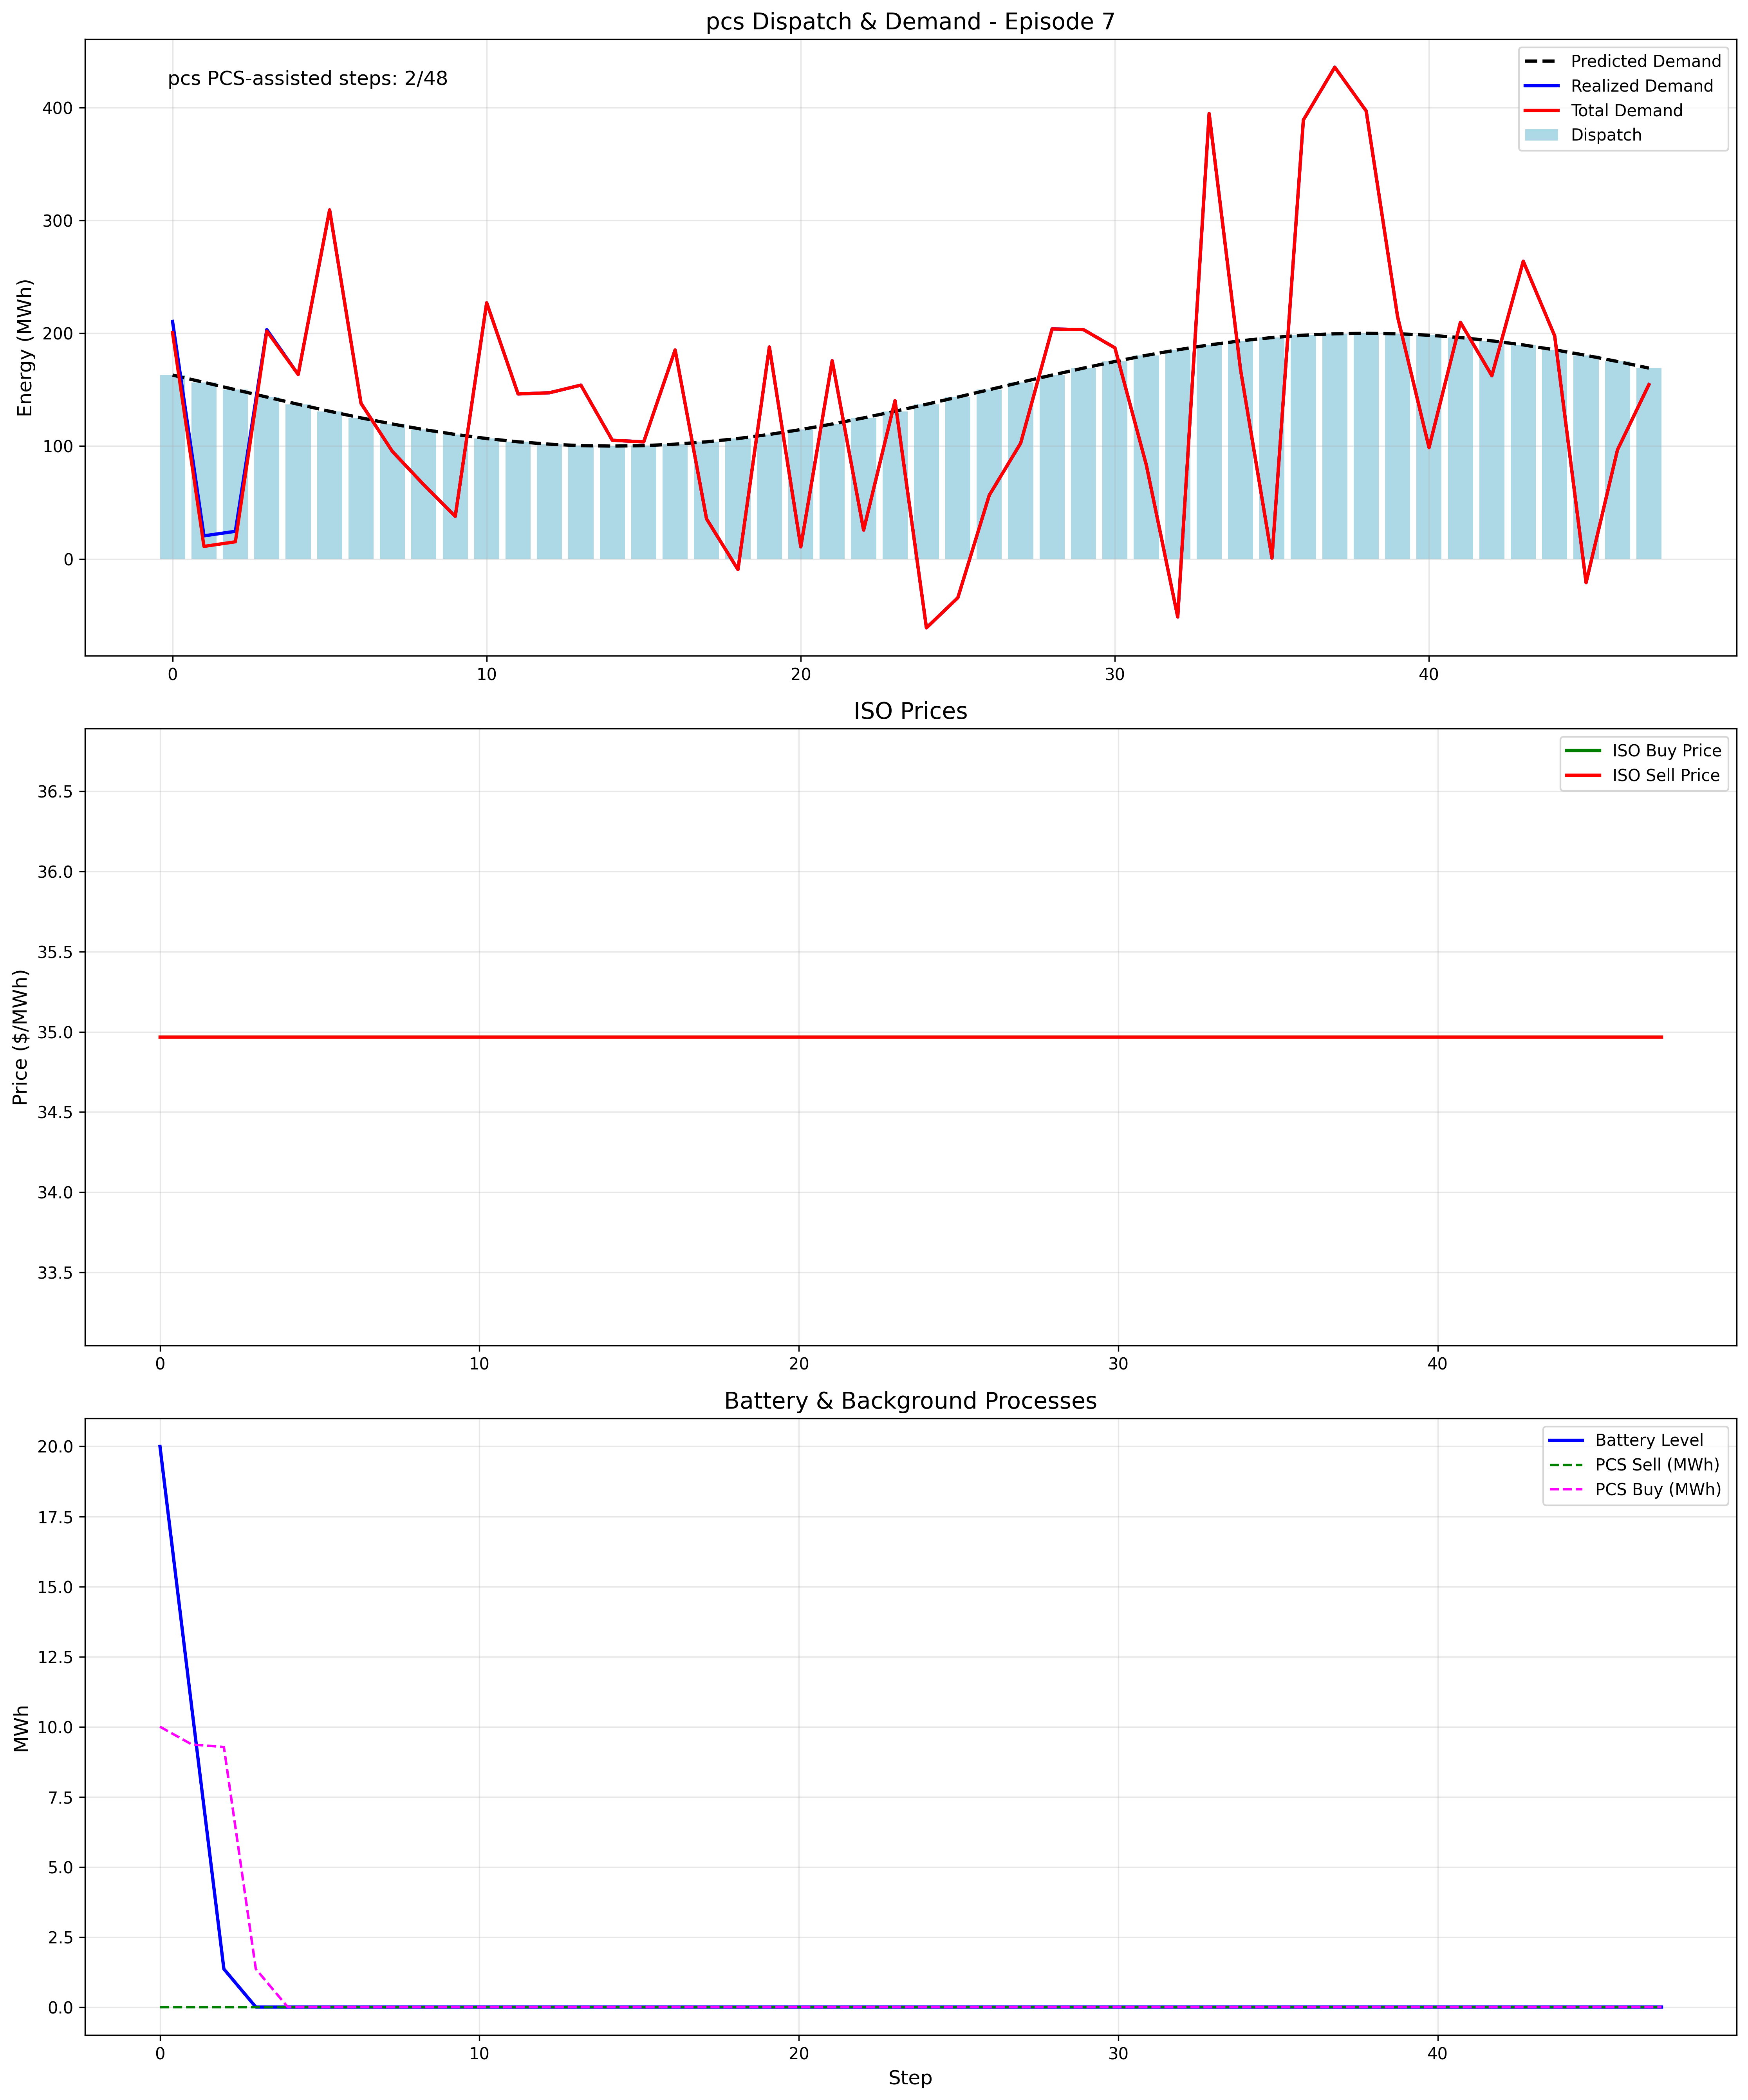 pcs Dispatch & Demand - Episode 7
pcs PCS-assisted steps: 2/48
Predicted Demand
Realized Demand
Total Demand
Dispatch
Energy (MWh)
400
300
200
100
0
0
10
20
30
40
ISO Prices
ISO Buy Price
ISO Sell Price
Price ($/MWh)
36.5
36.0
35.5
35.0
34.5
34.0
33.5
0
10
20
30
40
Battery & Background Processes
Battery Level
PCS Sell (MWh)
PCS Buy (MWh)
MWh
20.0
17.5
15.0
12.5
10.0
7.5
5.0
2.5
0.0
0
10
20
30
40
Step